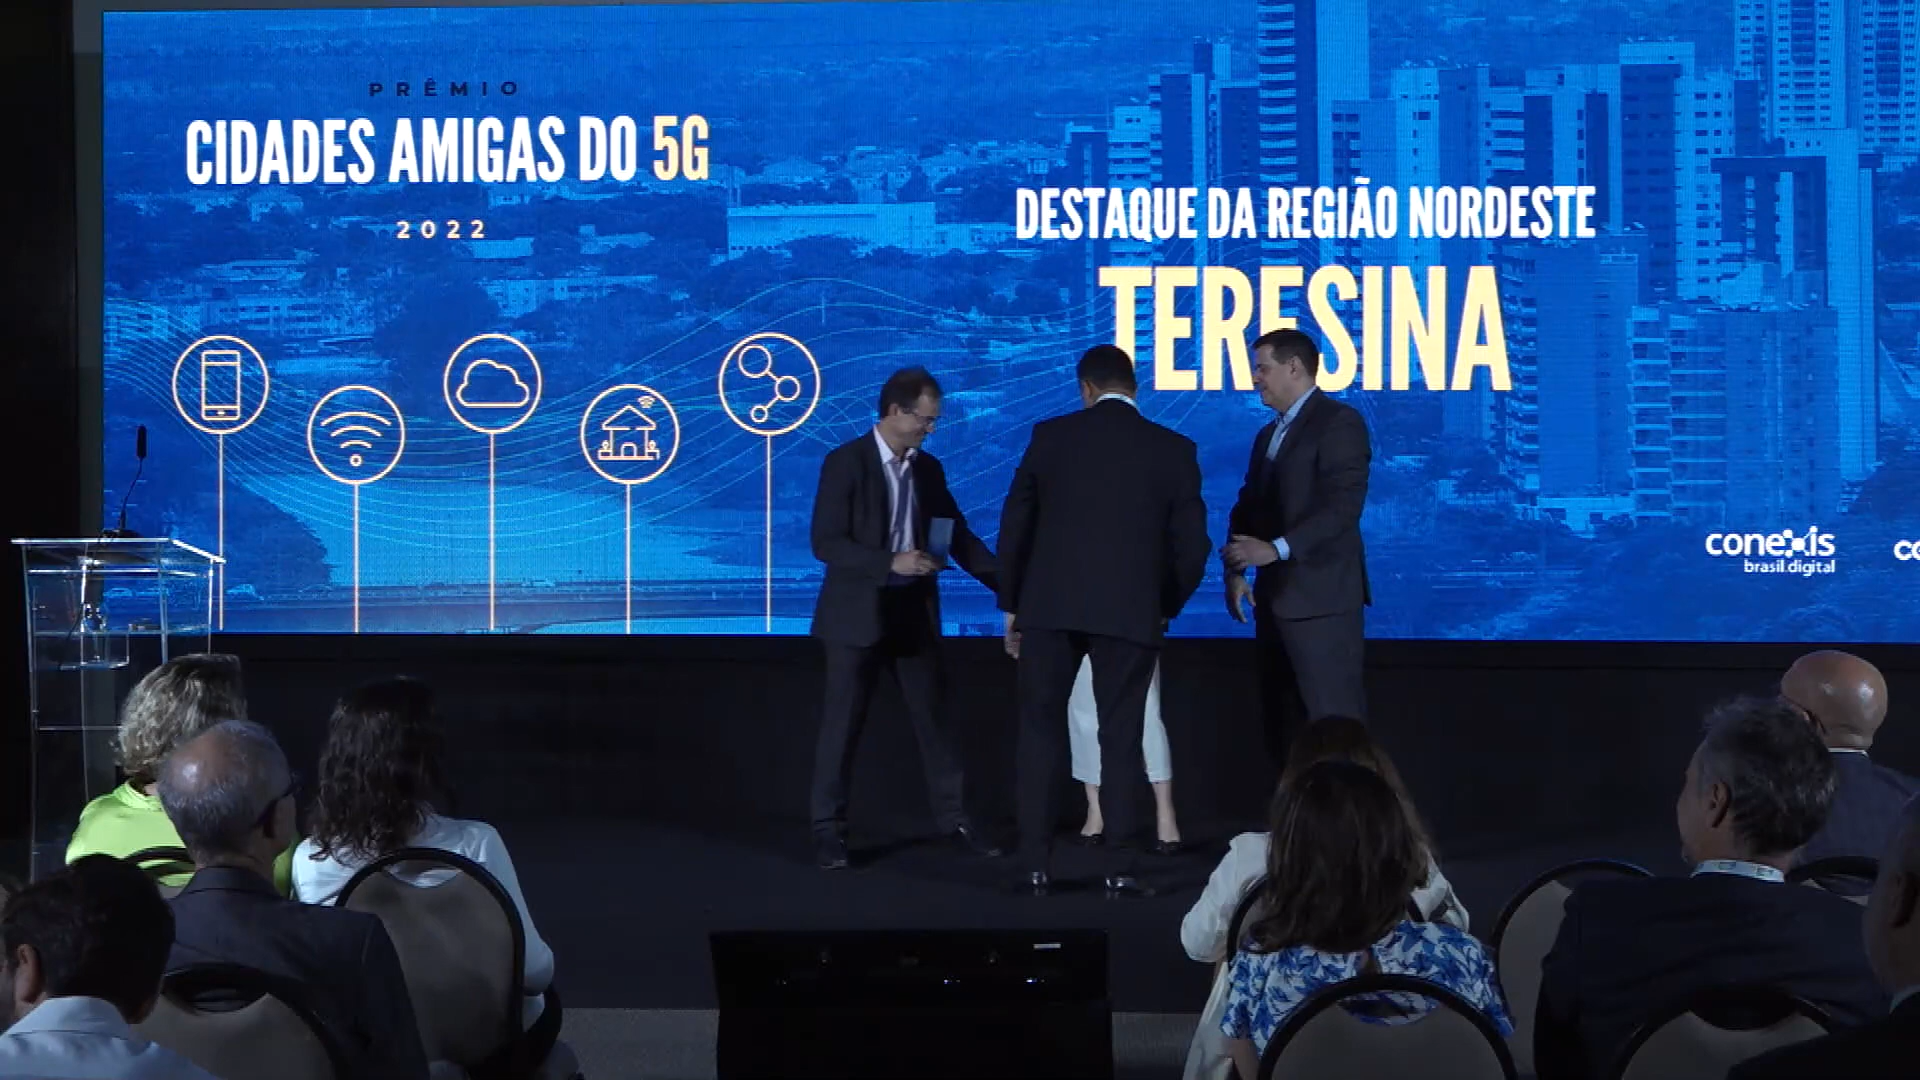 PRÊMIO
CIDADES AMIGAS DO 5G
2022
DESTAQUE DA REGIÃO NORDESTE
TERESINA
conexis
brasil.digital